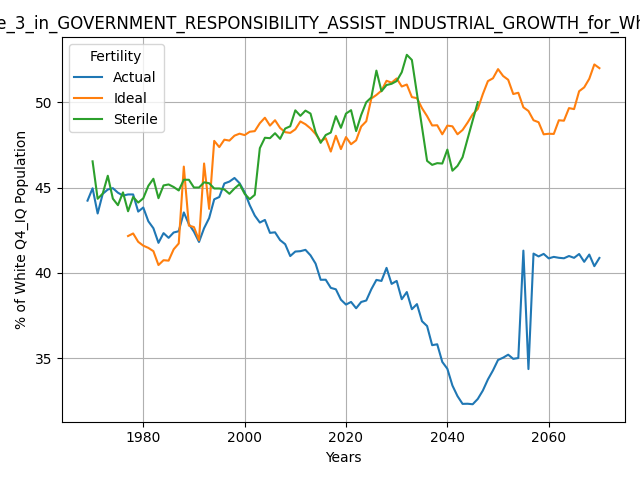 e_3_in_GOVERNMENT_RESPONSIBILITY_ASSIST_INDUSTRIAL_GROWTH_for_Wh
Fertility
Actual
Ideal
Sterile
% of White Q4_IQ Population
50
45
40
35
1980
2000
2020
2040
2060
Years